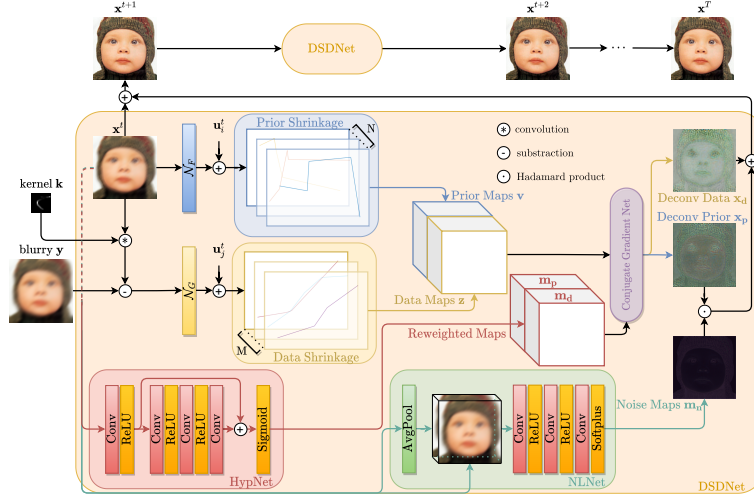 x^{t+1}
x^{t+2}
x^T
DSDNet
...
x^t
u_i^t
Prior Shrinkage
N
convolution
substraction
Hadamard product
N_F
kernel k
Prior Maps v
Conjugate Gradient Net
Deconv Data x_d
Deconv Prior x_p
blurry y
u_j^t
N_G
Data Maps z
m_p
m_d
M
Data Shrinkage
Reweighted Maps
Conv
ReLU
Conv
ReLU
Conv
ReLU
Conv
Sigmoid
HypNet
AvgPool
Conv
ReLU
Conv
ReLU
Conv
Softplus
NLNet
Noise Maps m_n
DSDNet